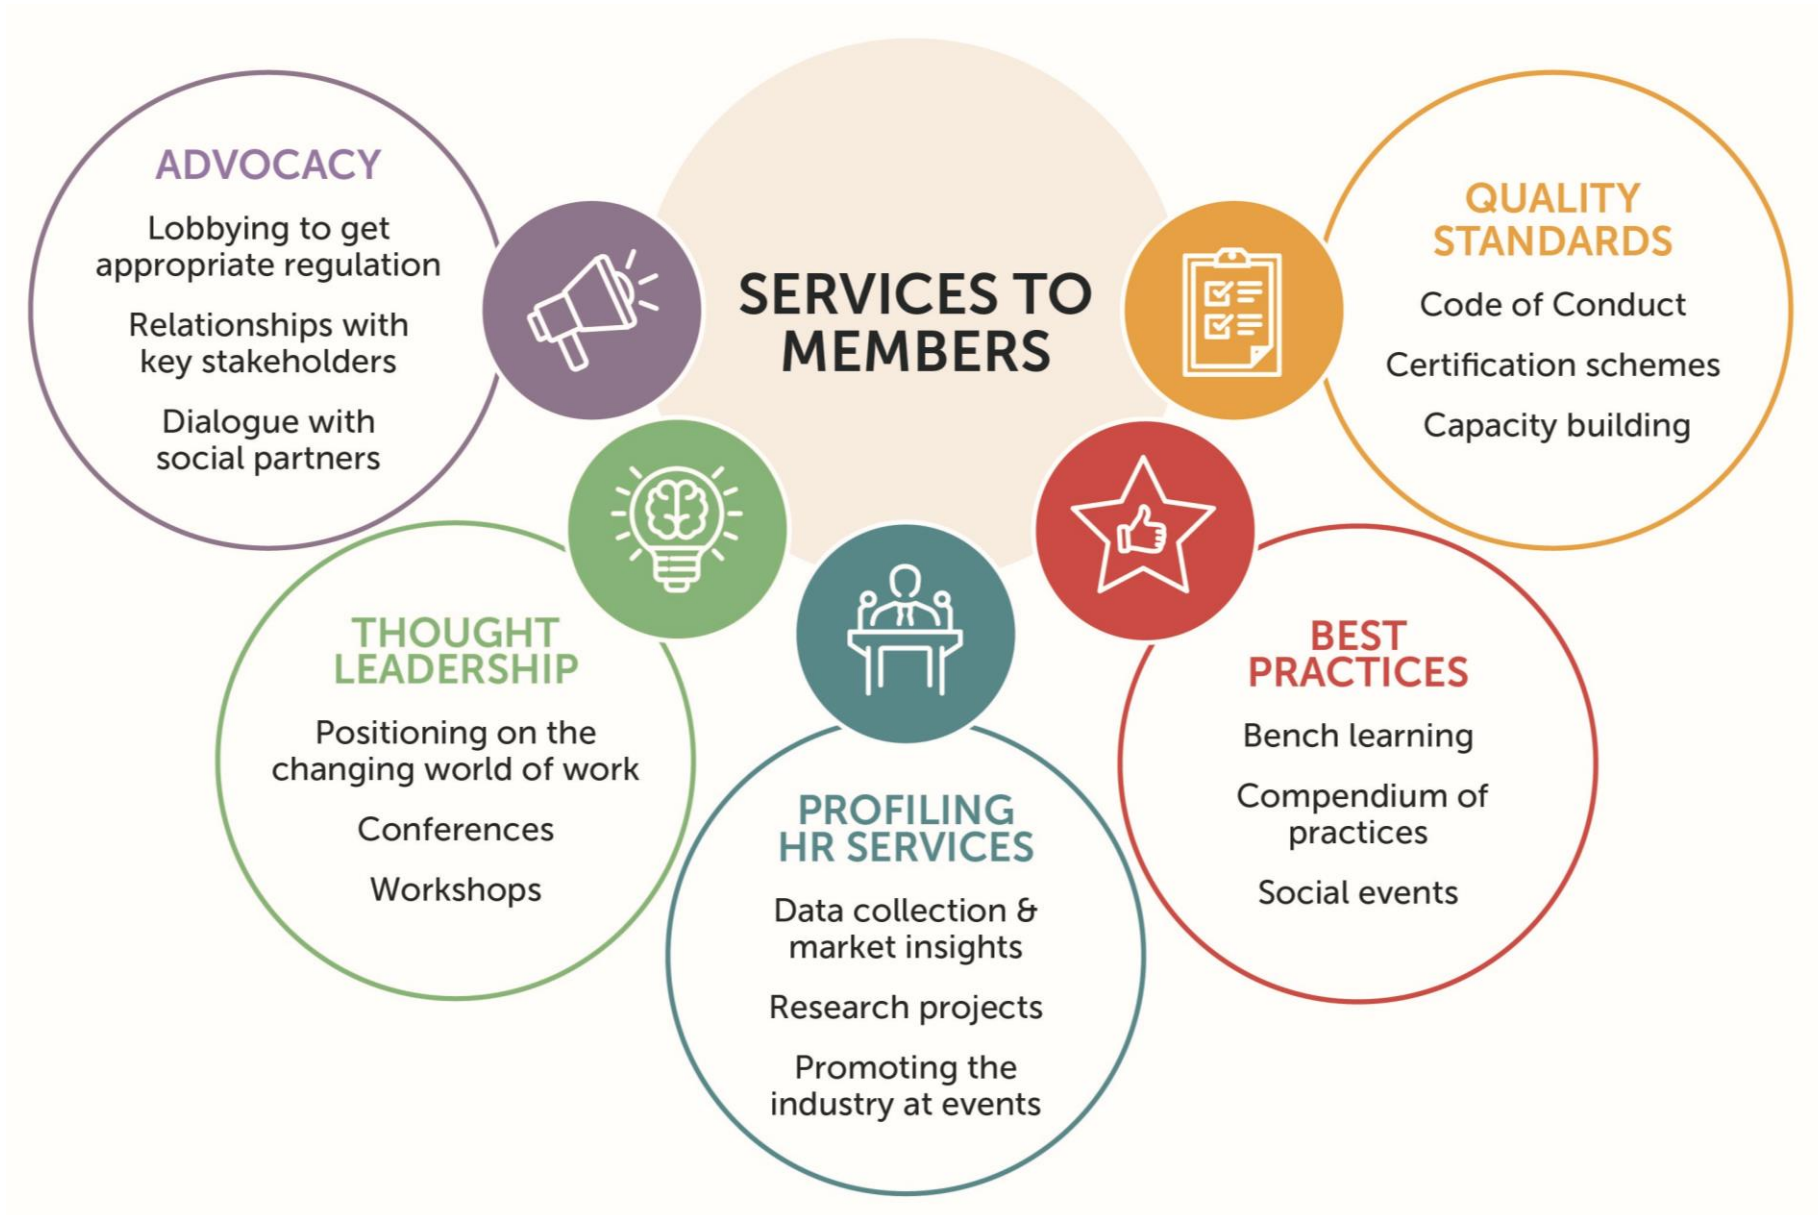 SERVICES TO
MEMBERS
ADVOCACY
Lobbying to get
appropriate regulation
Relationships with
key stakeholders
Dialogue with
social partners
THOUGHT
LEADERSHIP
Positioning on the
changing world of work
Conferences
Workshops
PROFILING
HR SERVICES
Data collection &
market insights
Research projects
Promoting the
industry at events
BEST
PRACTICES
Bench learning
Compendium of
practices
Social events
QUALITY
STANDARDS
Code of Conduct
Certification schemes
Capacity building